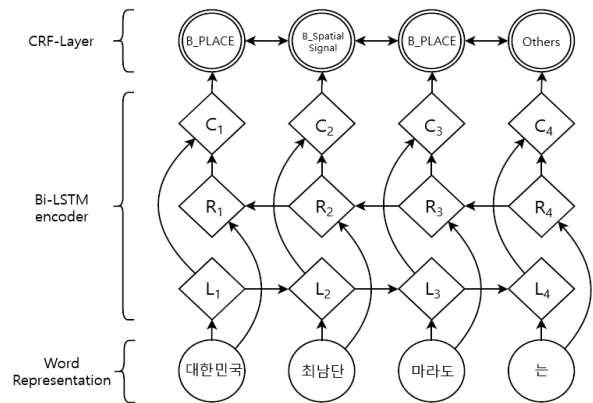 CRF-Layer
B_PLACE
B_Spatial
Signal
B_PLACE
Others
Bi-LSTM
encoder
C1 C2 C3 C4
R1 R2 R3 R4
L1 L2 L3 L4
Word
Representation
대한민국 최남단 마라도 는